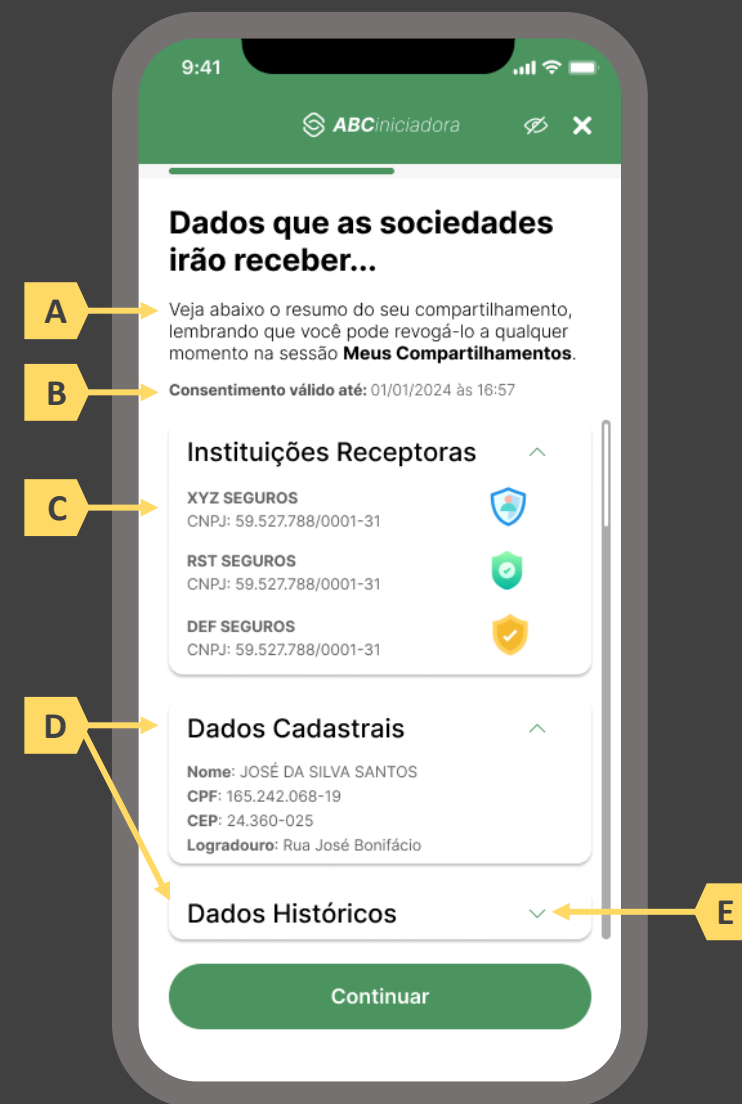 9:41
ABCiniciadora
Dados que as sociedades
irão receber...
A
Veja abaixo o resumo do seu compartilhamento,
lembrando que você pode revogá-lo a qualquer
momento na sessão Meus Compartilhamentos.
B
Consentimento válido até: 01/01/2024 às 16:57
Instituições Receptoras
C
XYZ SEGUROS
CNPJ: 59.527.788/0001-31
RST SEGUROS
CNPJ: 59.527.788/0001-31
DEF SEGUROS
CNPJ: 59.527.788/0001-31
D
Dados Cadastrais
Nome: JOSÉ DA SILVA SANTOS
CPF: 165.242.068-19
CEP: 24.360-025
Logradouro: Rua José Bonifácio
Dados Históricos
E
Continuar